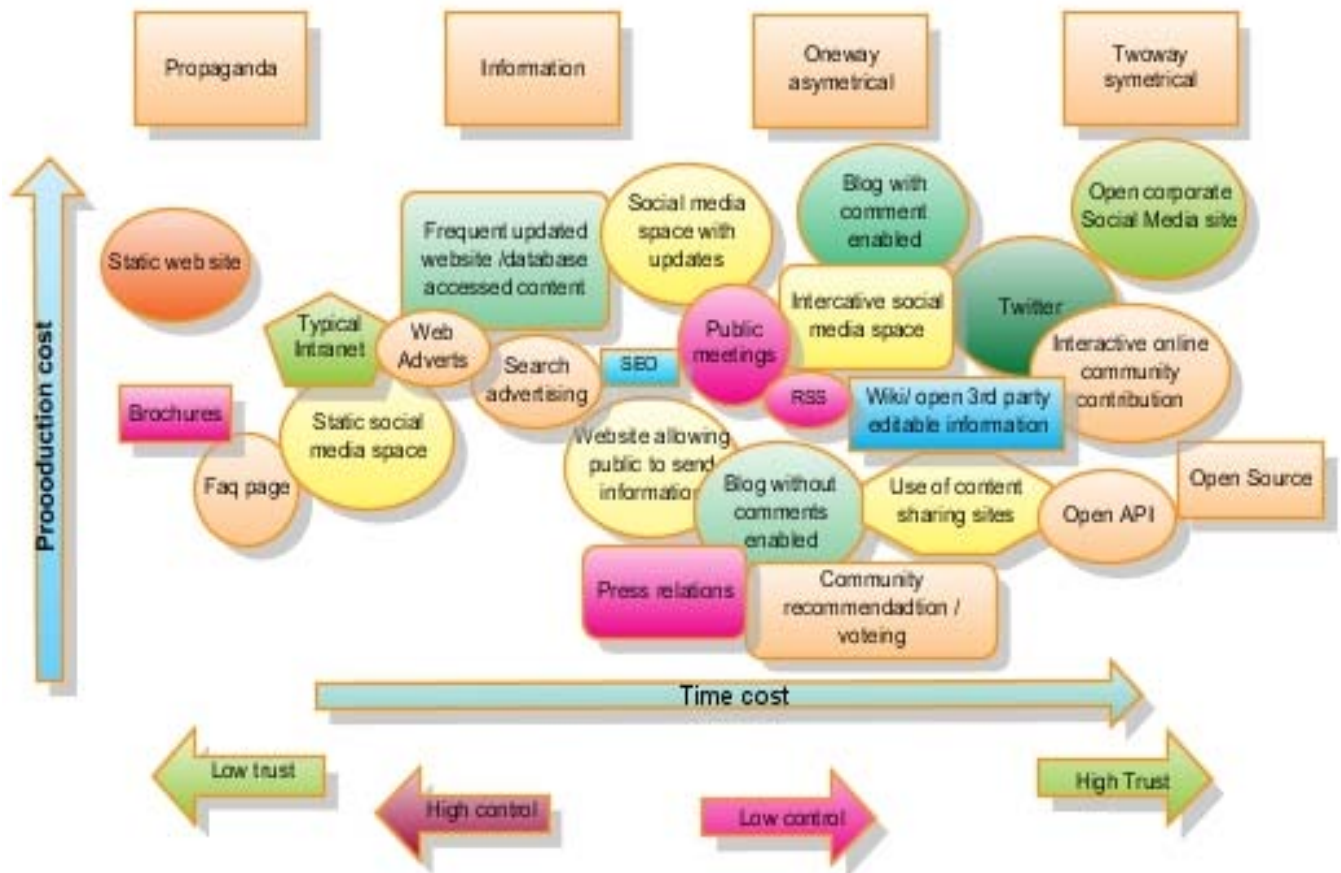 Propaganda
Information
Oneway
asymetrical
Twoway
symetrical
Proooduction cost
Static web site
Frequent updated
website /database
accessed content
Social media
space with
updates
Blog with
comment
enabled
Open corporate
Social Media site
Typical
Intranet
Web
Adverts
Search
advertising
SEO
Public
meetings
Intercative social
media space
Twitter
Interactive online
community
contribution
Brochures
Static social
media space
RSS
Wiki/ open 3rd party
editable information
Faq page
Website allowing
public to send
information
Blog without
comments
enabled
Use of content
sharing sites
Open API
Open Source
Press relations
Community
recommendadtion /
voteing
Time cost
Low trust
High control
Low control
High Trust